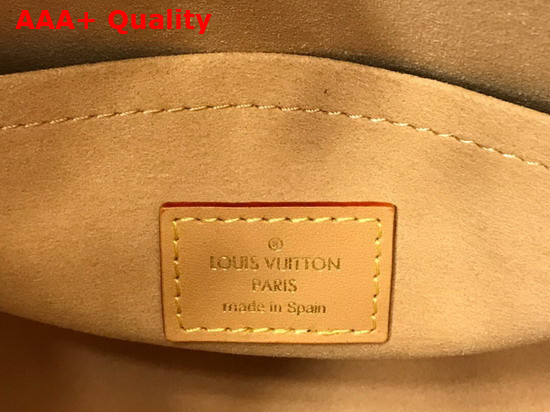 AAA+ Quality
®
LOUIS VUITTON
PARIS
made in Spain